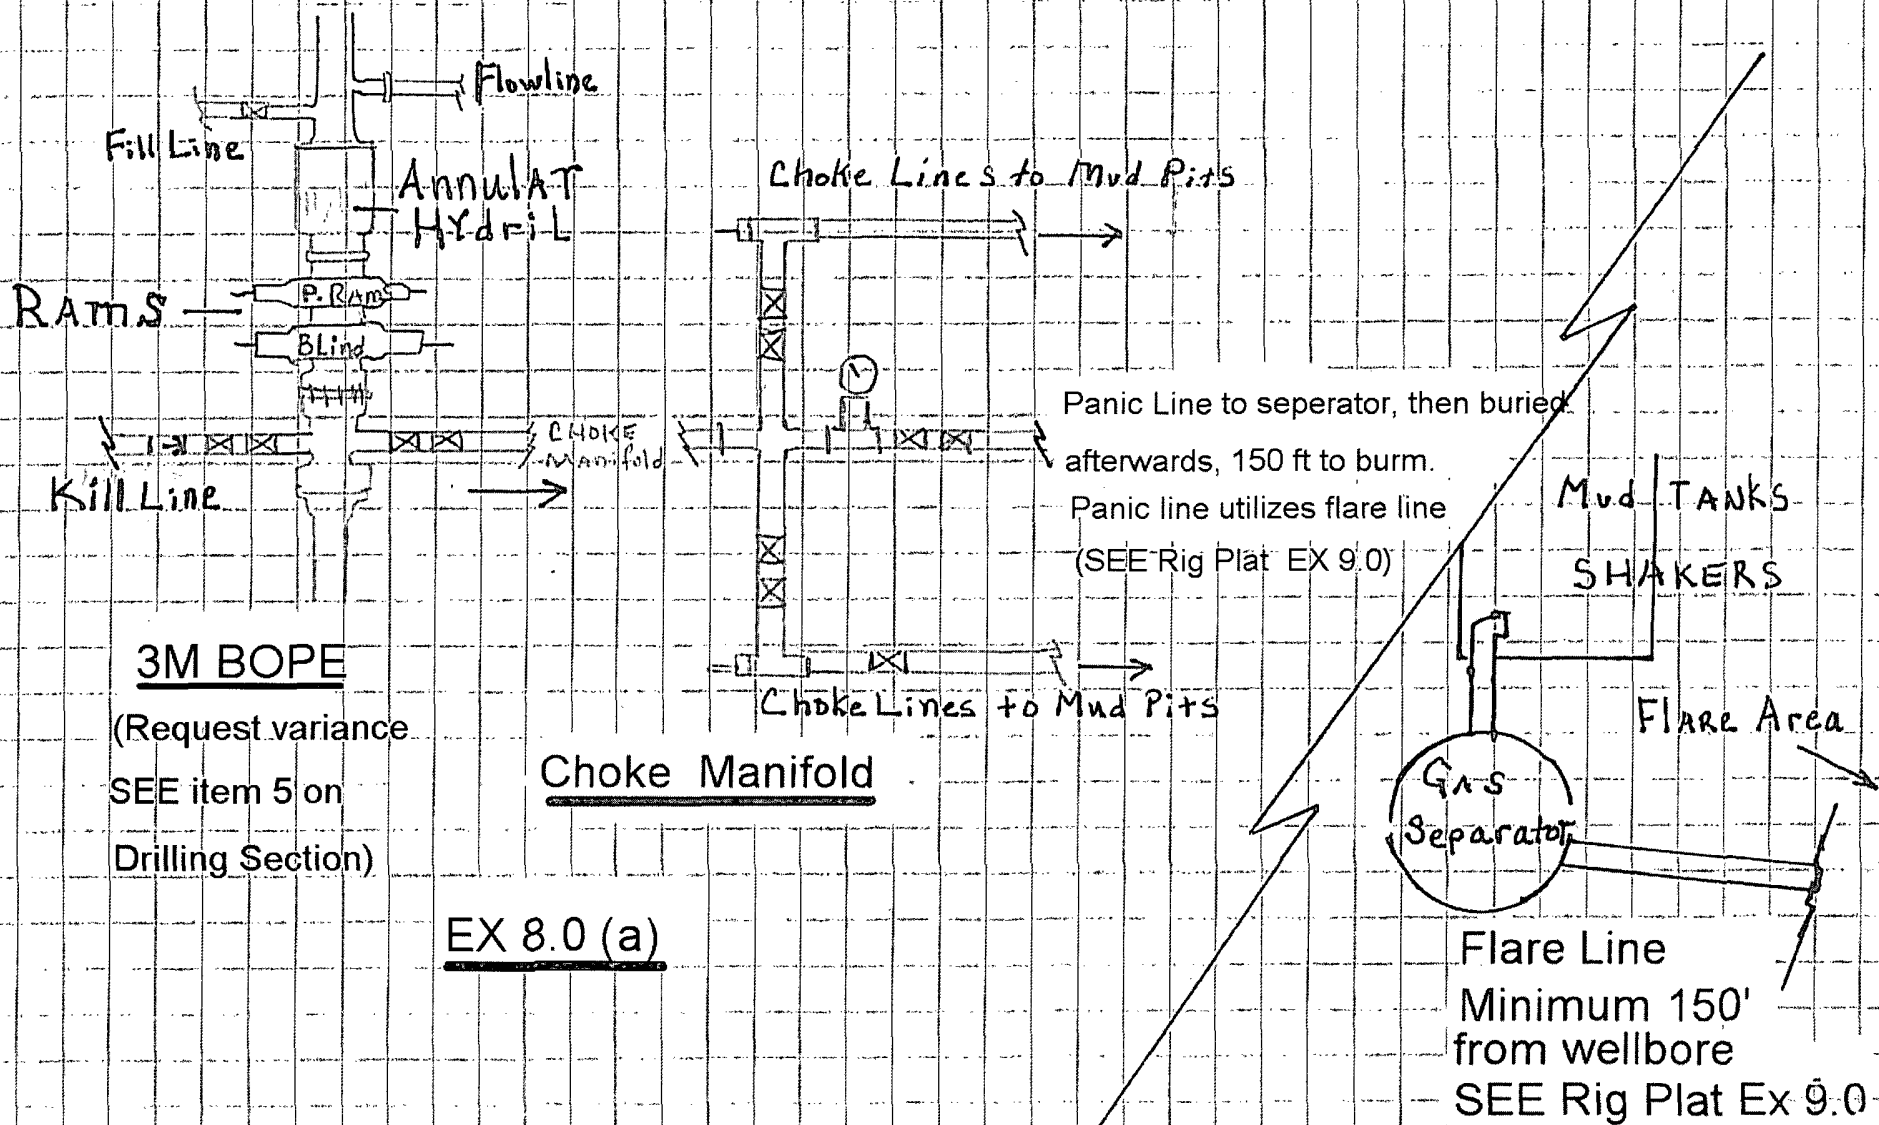 Flowline
Fill Line
Annular
Hydril
Rams
P. Rams
Blind
Choke
Manifold
Kill Line
3M BOPE
(Request variance
SEE item 5 on
Drilling Section)
Choke Lines to Mud Pits
Panic Line to seperator, then buried
afterwards, 150 ft to burm.
Panic line utilizes flare line
(SEE Rig Plat EX 9.0)
Choke Lines to Mud Pits
Choke Manifold
EX 8.0 (a)
Mud TANKS
SHAKERS
Flare Area
Gas
Separator
Flare Line
Minimum 150'
from wellbore
SEE Rig Plat Ex 9.0